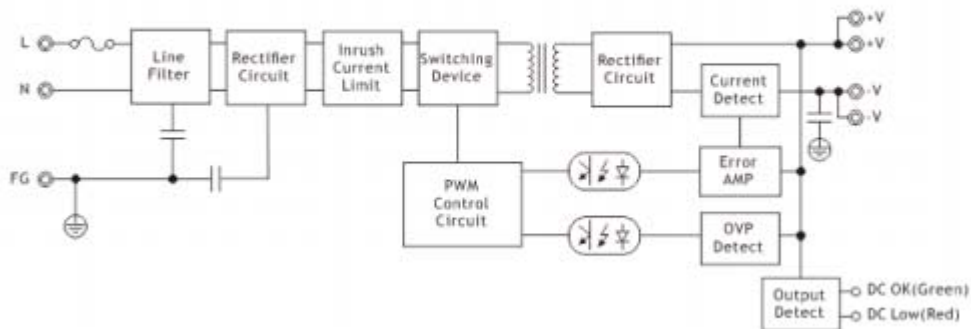 L
N
FG
Line
Filter
Rectifier
Circuit
Inrush
Current
Limit
Switching
Device
Rectifier
Circuit
Current
Detect
+V
+V
-V
-V
PWM
Control
Circuit
Error
AMP
OVP
Detect
Output
Detect
DC OK(Green)
DC Low(Red)